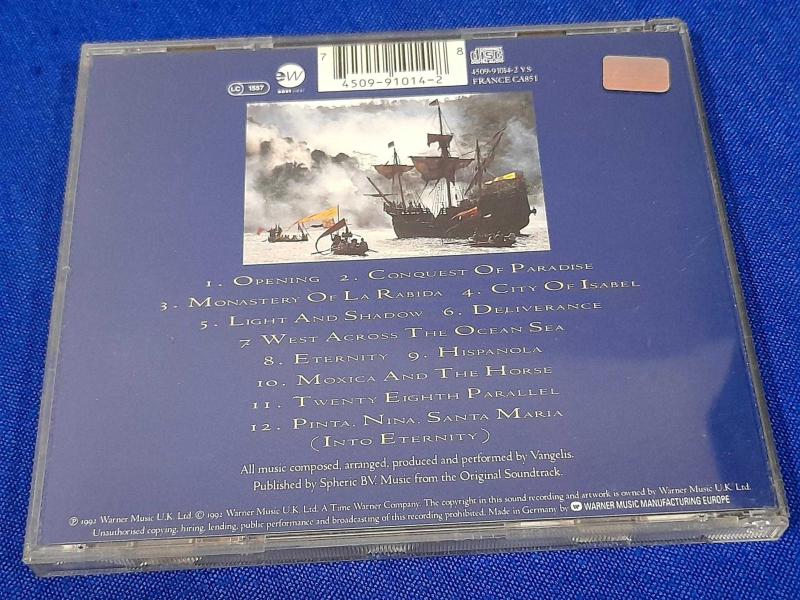 7 8
4509-91014-2
4509-91014-2 YS
FRANCE CA851
LC 1557
ew
east west
1. Opening 2. Conquest Of Paradise
3. Monastery Of La Rabida 4. City Of Isabel
5. Light And Shadow 6. Deliverance
7 West Across The Ocean Sea
8. Eternity 9. Hispanola
10. Moxica And The Horse
11. Twenty Eighth Parallel
12. Pinta, Nina, Santa Maria
(Into Eternity)
All music composed, arranged, produced and performed by Vangelis.
Published by Spheric BV. Music from the Original Soundtrack.
℗ 1992 Warner Music U.K. Ltd. © 1992 Warner Music U.K. Ltd. A Time Warner Company. The copyright in this sound recording and artwork is owned by Warner Music U.K. Ltd.
Unauthorised copying, hiring, lending, public performance and broadcasting of this recording prohibited. Made in Germany by WARNER MUSIC MANUFACTURING EUROPE